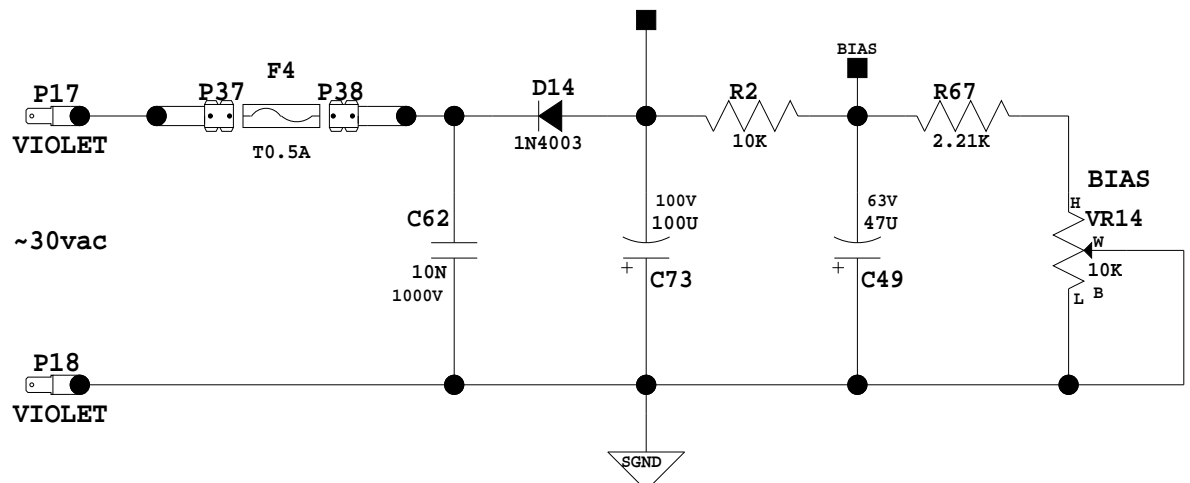 F4
P17
P37
P38
VIOLET
T0.5A
D14
1N4003
R2
10K
BIAS
R67
2.21K
~30vac
C62
10N
1000V
100V
100U
+
C73
63V
47U
+
C49
BIAS
H
VR14
W
10K
L B
P18
VIOLET
SGND